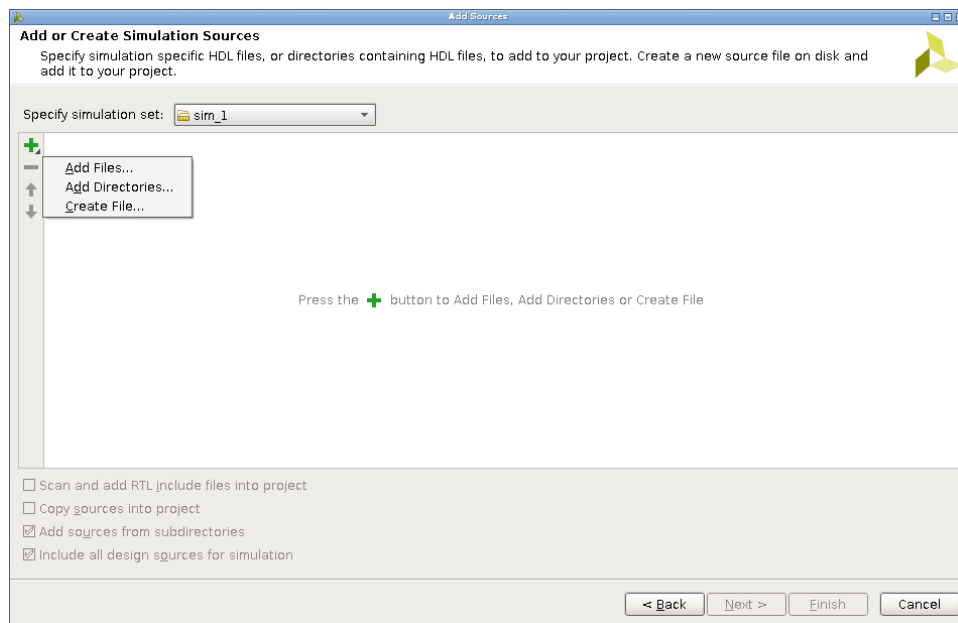 Add Sources
Add or Create Simulation Sources
Specify simulation specific HDL files, or directories containing HDL files, to add to your project. Create a new source file on disk and
add it to your project.
Specify simulation set: sim_1
Add Files...
Add Directories...
Create File...
Press the + button to Add Files, Add Directories or Create File
Scan and add RTL include files into project
Copy sources into project
Add sources from subdirectories
Include all design sources for simulation
< Back Next > Finish Cancel